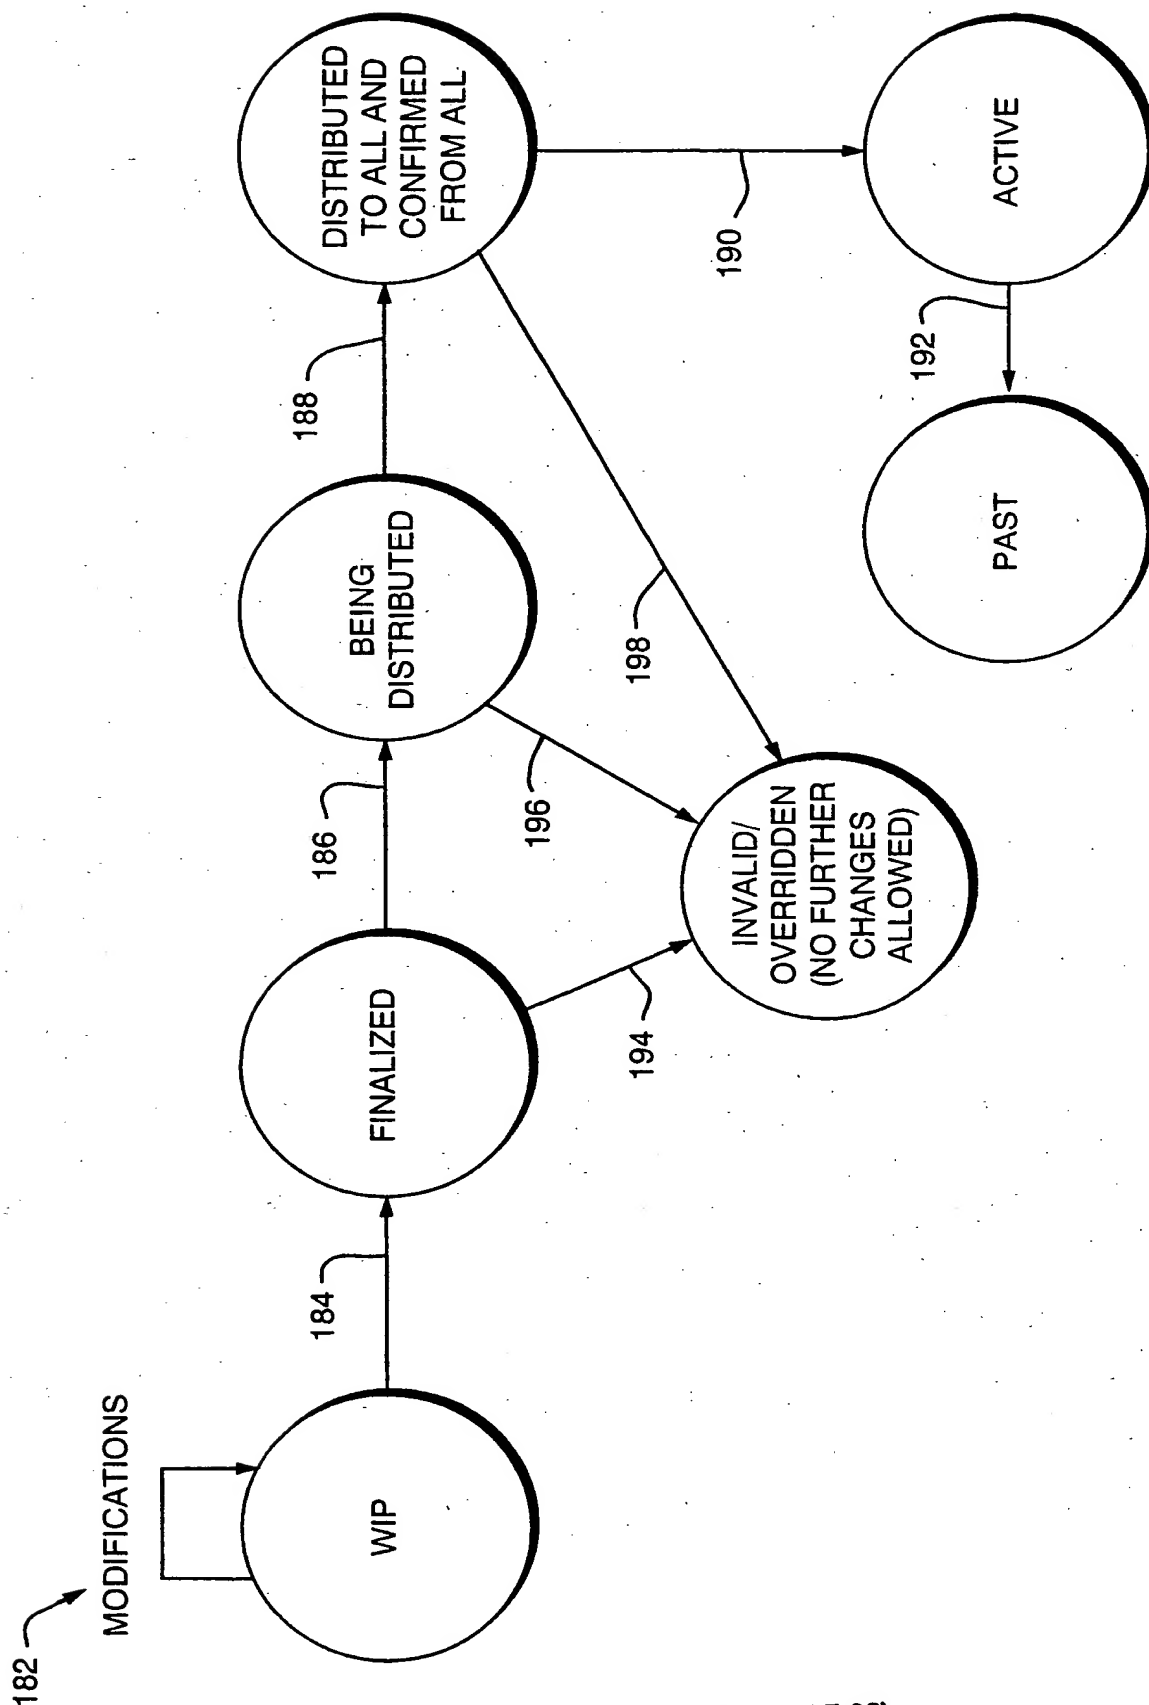 182
MODIFICATIONS
WIP
184
FINALIZED
186
BEING
DISTRIBUTED
188
DISTRIBUTED
TO ALL AND
CONFIRMED
FROM ALL
194
196
198
190
INVALID/
OVERRIDDEN
(NO FURTHER
CHANGES
ALLOWED)
PAST
192
ACTIVE